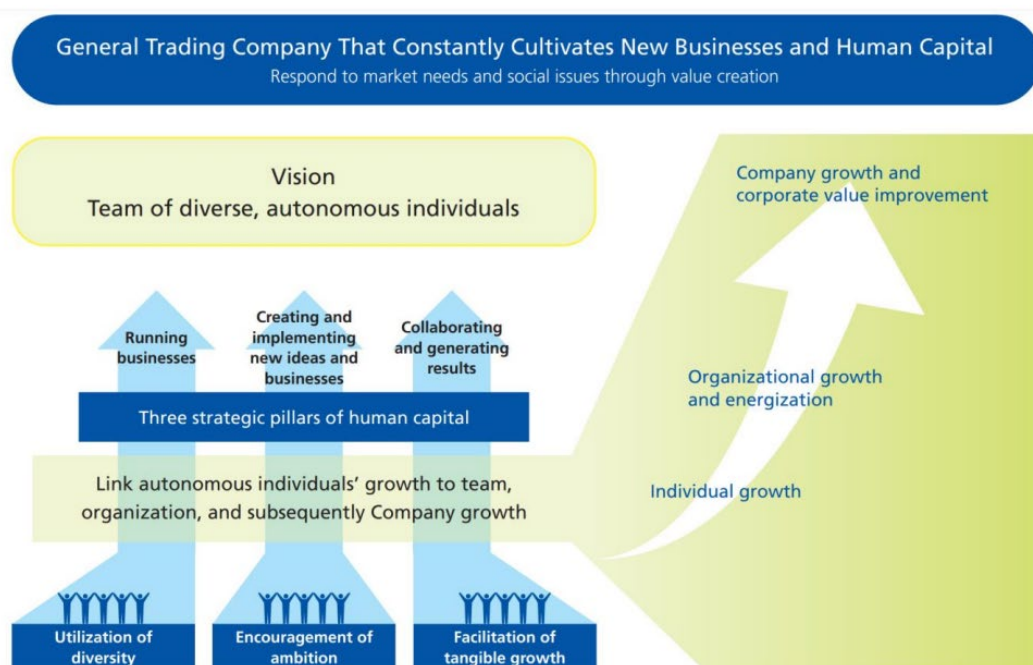 General Trading Company That Constantly Cultivates New Businesses and Human Capital
Respond to market needs and social issues through value creation
Vision
Team of diverse, autonomous individuals
Company growth and
corporate value improvement
Running
businesses
Creating and
implementing
new ideas and
businesses
Collaborating
and generating
results
Organizational growth
and energization
Three strategic pillars of human capital
Link autonomous individuals’ growth to team,
organization, and subsequently Company growth
Individual growth
Utilization of
diversity
Encouragement of
ambition
Facilitation of
tangible growth